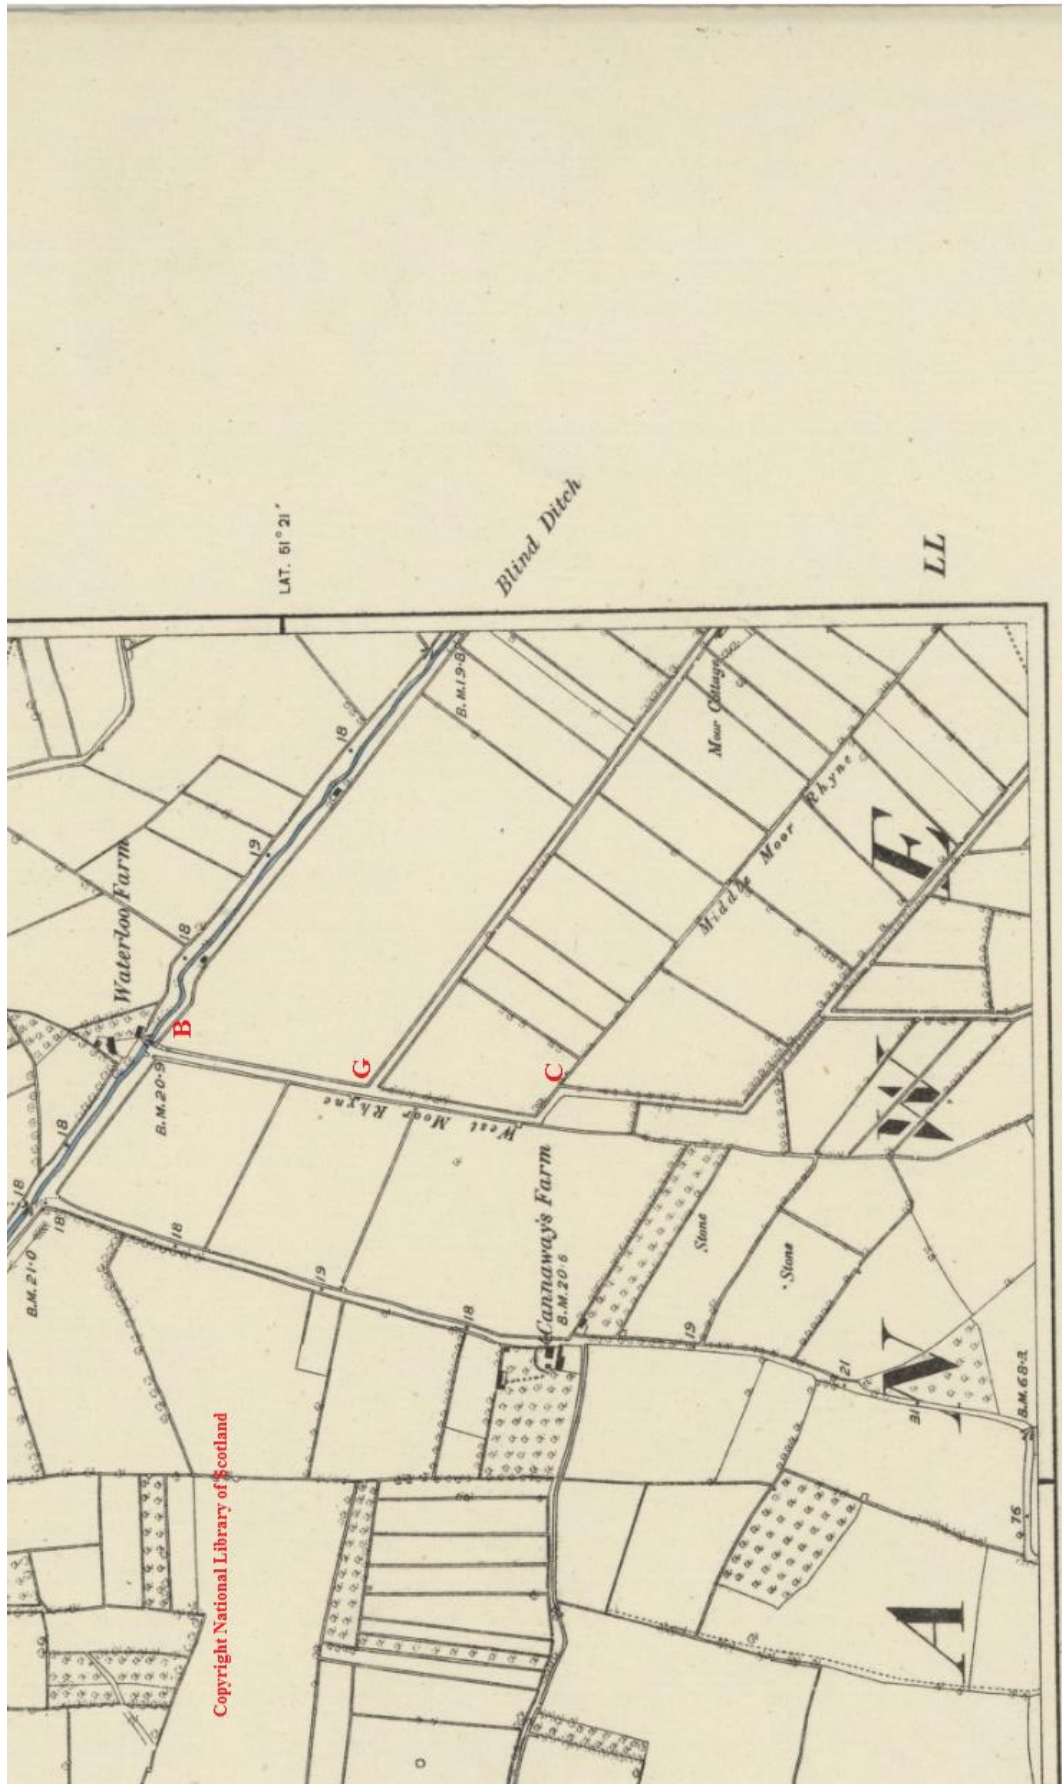 18
B.M.21·0
18
18
Waterloo Farm
B.M.20·9
B
18
18
Copyright National Library of Scotland
19
LAT. 51°21'
19
18
West Moor Rhyne
G
B.M.19·8
18
Cannaway's Farm
B.M.20·6
C
Blind Ditch
19
Stone
Moor Cottage
Stone
Middle Moor Rhyne
21
31
A N W E LL
76
B.M.68·2